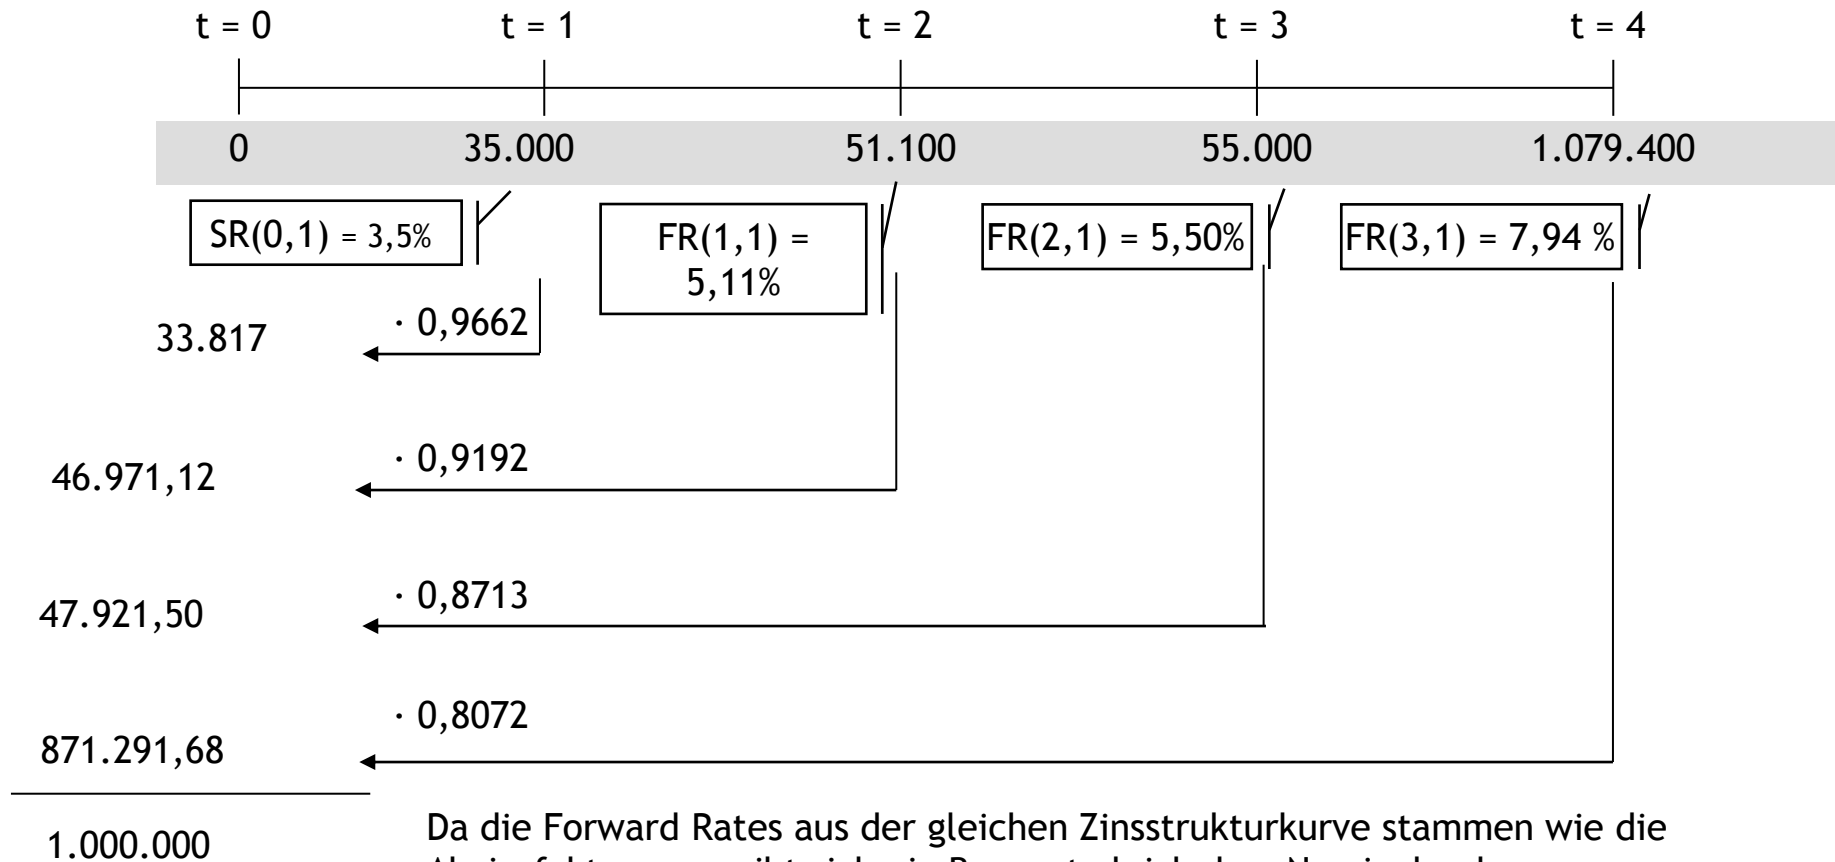 t = 0 t = 1 t = 2 t = 3 t = 4
0 35.000 51.100 55.000 1.079.400
SR(0,1) = 3,5%
FR(1,1) =
5,11%
FR(2,1) = 5,50%
FR(3,1) = 7,94 %
33.817 · 0,9662
46.971,12 · 0,9192
47.921,50 · 0,8713
871.291,68 · 0,8072
1.000.000
Da die Forward Rates aus der gleichen Zinsstrukturkurve stammen wie die